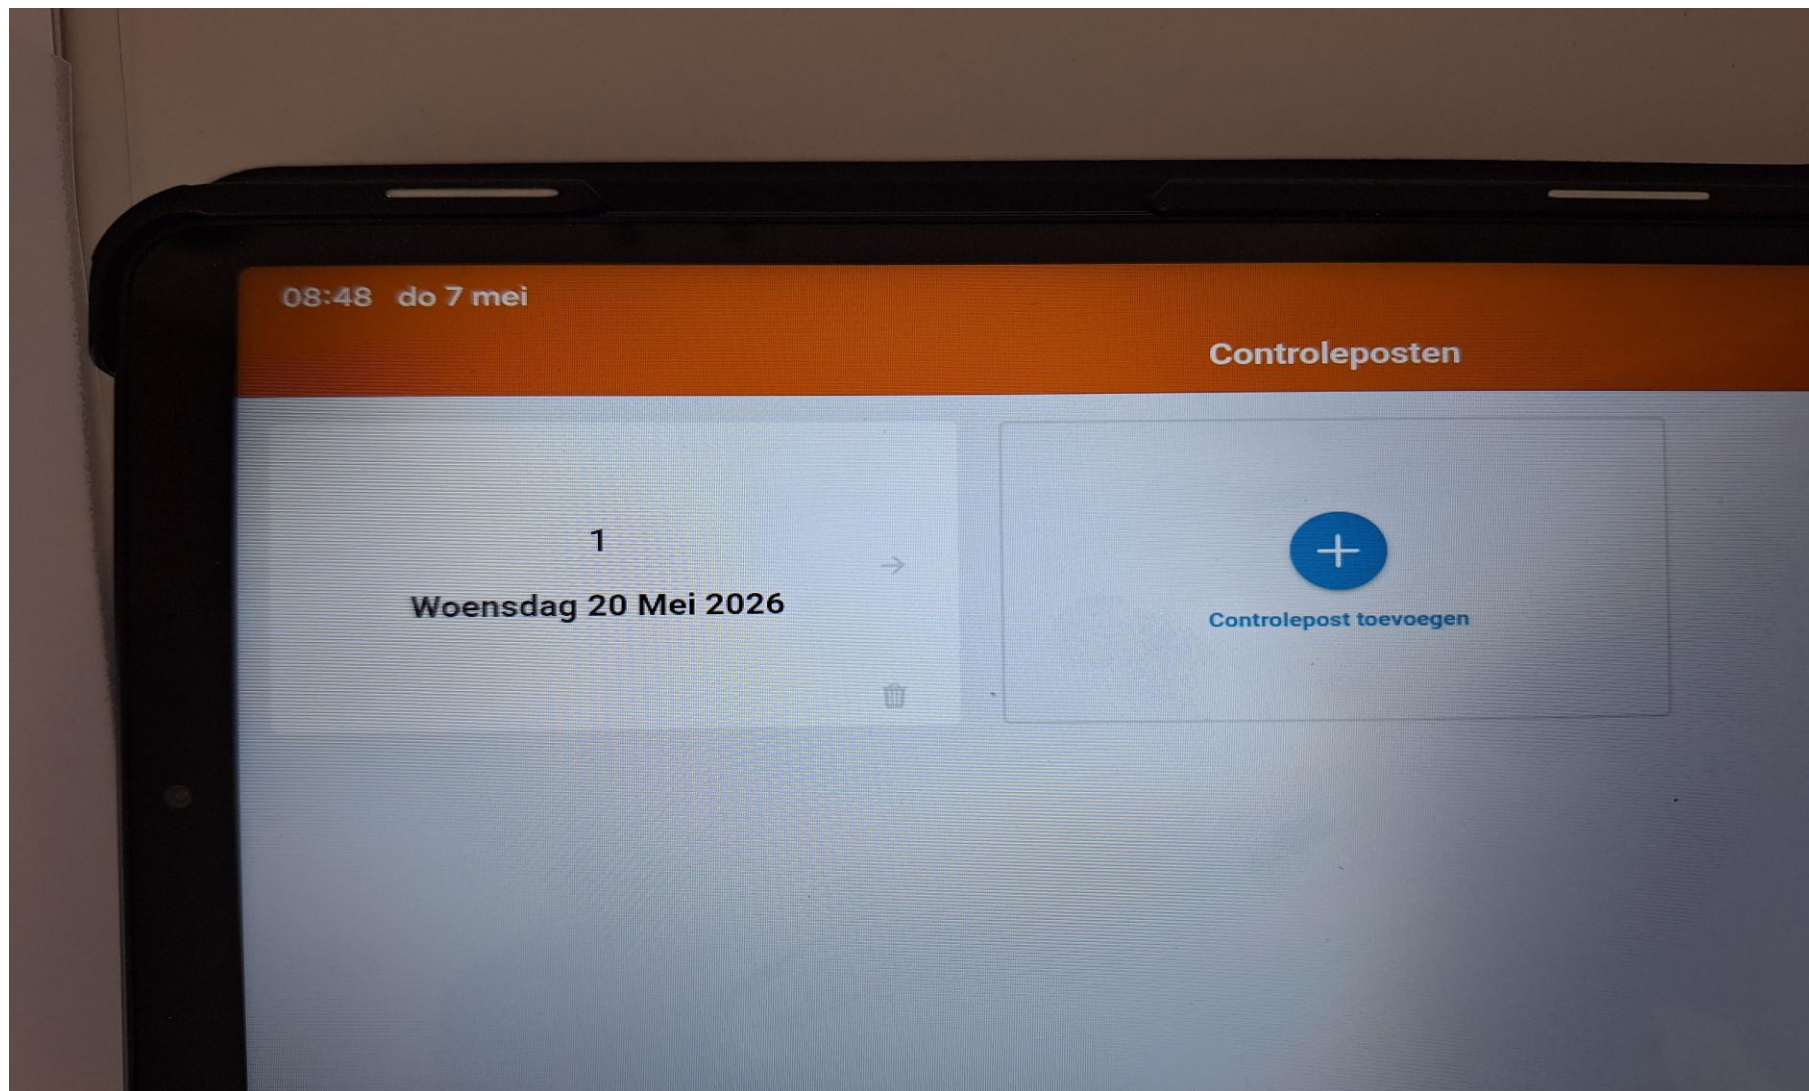 08:48 do 7 mei
Controleposten
1
Woensdag 20 Mei 2026
Controlepost toevoegen